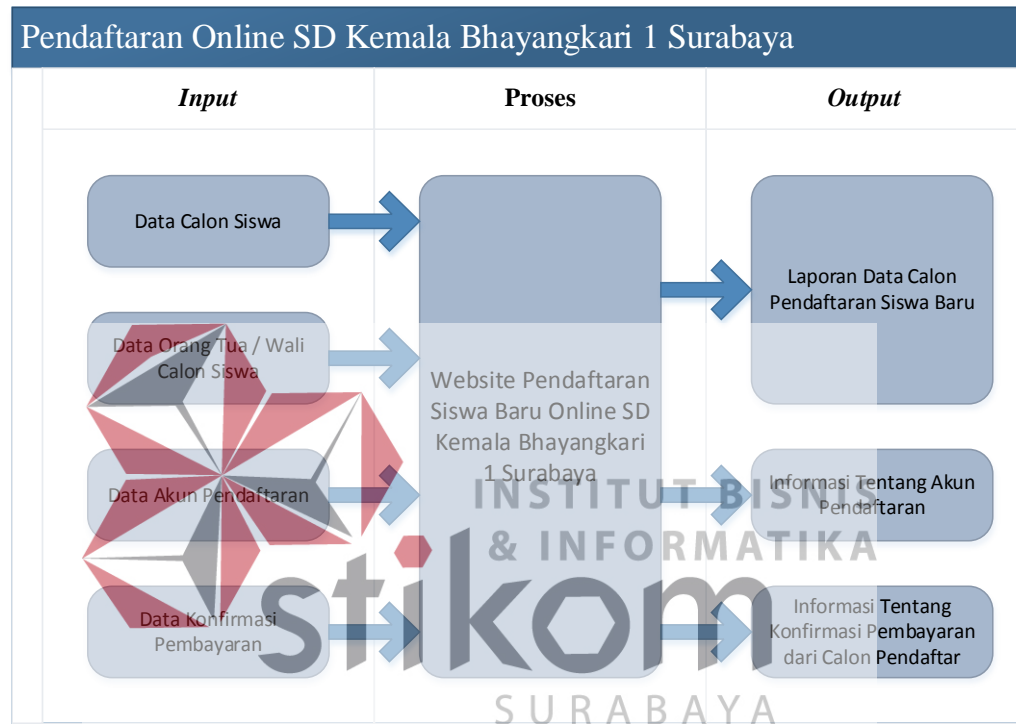 Pendaftaran Online SD Kemala Bhayangkari 1 Surabaya
Input
Proses
Output
Data Calon Siswa
Data Orang Tua / Wali
Calon Siswa
Data Akun Pendaftaran
Data Konfirmasi
Pembayaran
Website Pendaftaran
Siswa Baru Online SD
Kemala Bhayangkari
1 Surabaya
Laporan Data Calon
Pendaftaran Siswa Baru
Informasi Tentang Akun
Pendaftaran
Informasi Tentang
Konfirmasi Pembayaran
dari Calon Pendaftar
INSTITUT BISNIS
& INFORMATIKA
stikom
SURABAYA